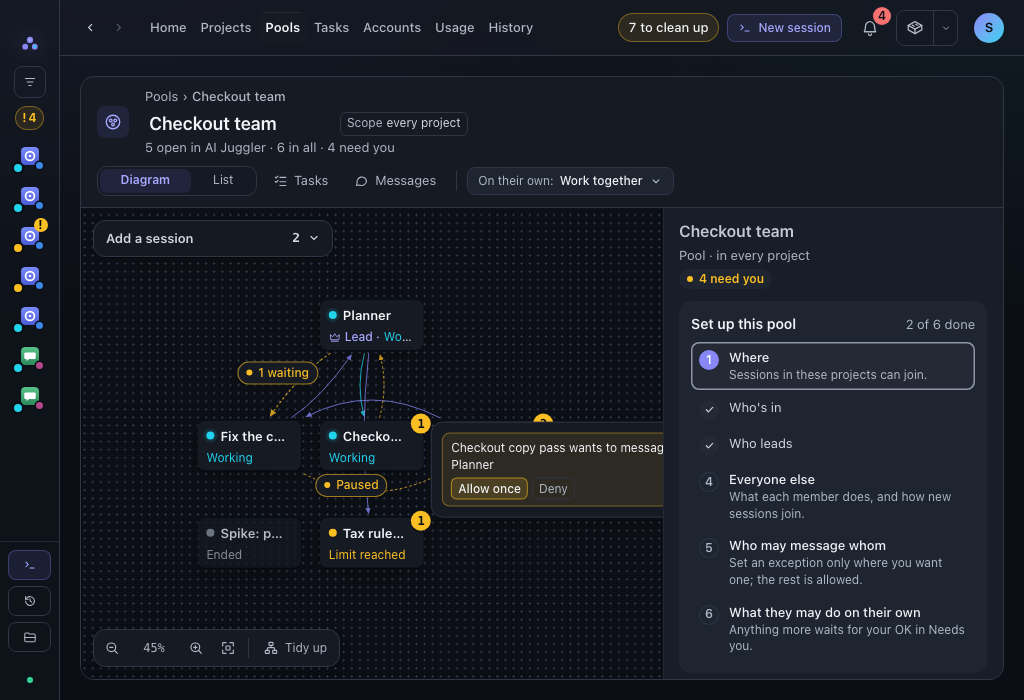 Home Projects Pools Tasks Accounts Usage History
7 to clean up
New session
4
S
! 4
!
Pools › Checkout team
Checkout team
Scope every project
5 open in AI Juggler · 6 in all · 4 need you
Diagram
List
Tasks
Messages
On their own: Work together
Add a session 2
Planner
Lead · Wo...
1 waiting
Fix the c...
Working
Checko...
Working
1
Checkout copy pass wants to messag
Planner
Allow once
Deny
Paused
Spike: p...
Ended
Tax rule...
Limit reached
1
45%
Tidy up
Checkout team
Pool · in every project
4 need you
Set up this pool 2 of 6 done
1 Where
Sessions in these projects can join.
Who's in
Who leads
4 Everyone else
What each member does, and how new
sessions join.
5 Who may message whom
Set an exception only where you want
one; the rest is allowed.
6 What they may do on their own
Anything more waits for your OK in Needs
you.